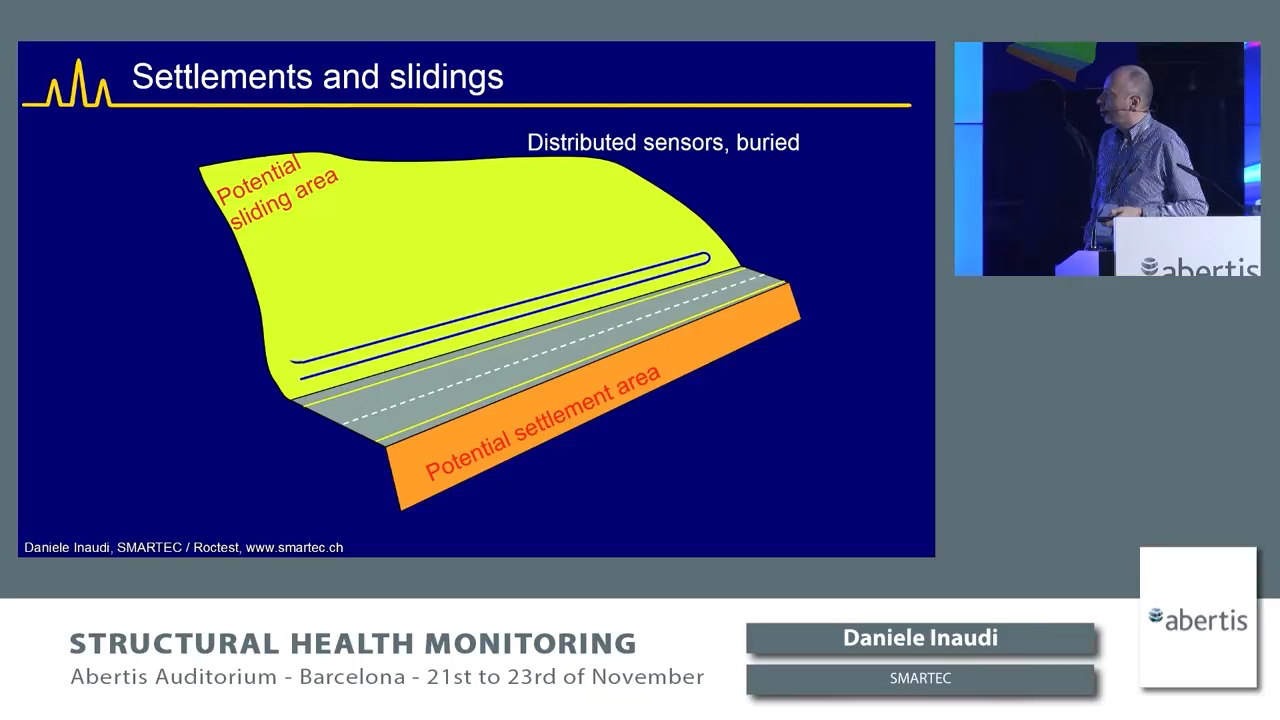 Settlements and slidings
Distributed sensors, buried
Potential
sliding area
Potential settlement area
Daniele Inaudi, SMARTEC / Roctest, www.smartec.ch
abertis
STRUCTURAL HEALTH MONITORING
Abertis Auditorium - Barcelona - 21st to 23rd of November
Daniele Inaudi
SMARTEC
abertis